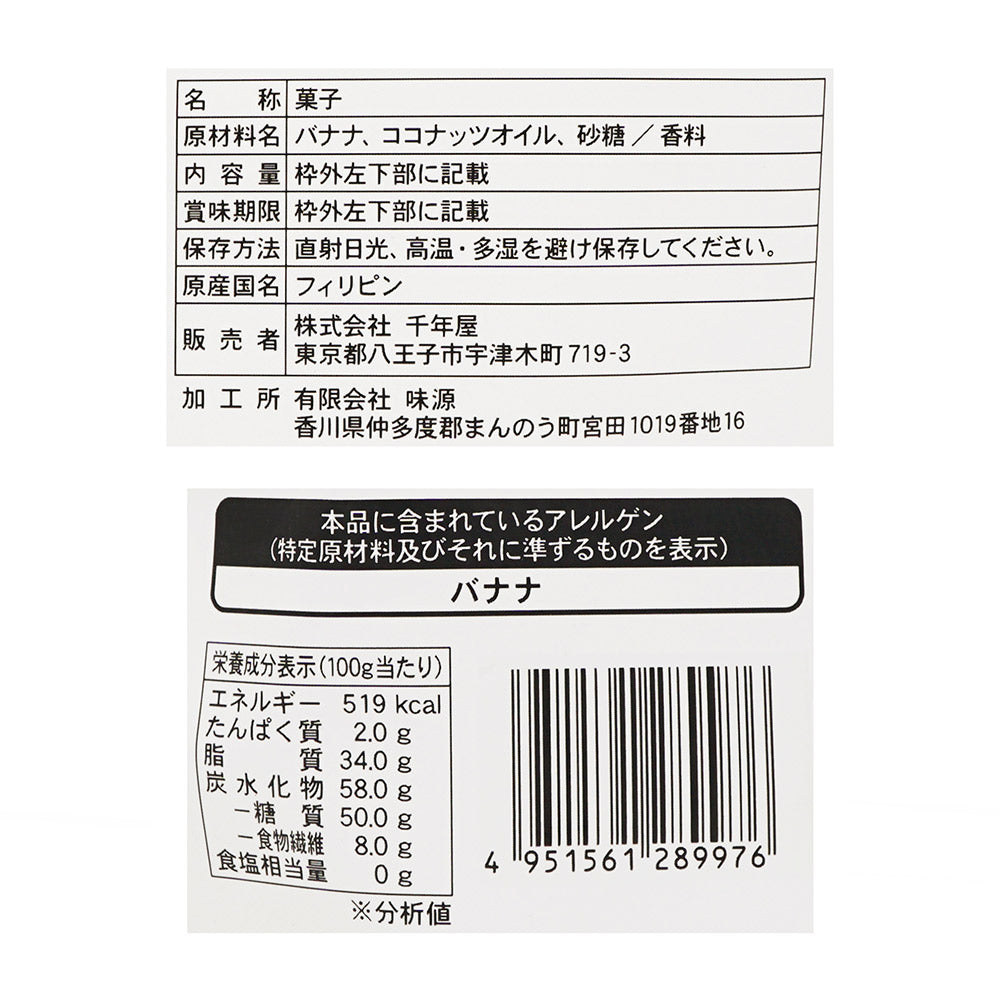 名称 菓子
原材料名 バナナ、ココナッツオイル、砂糖／香料
内容量 枠外左下部に記載
賞味期限 枠外左下部に記載
保存方法 直射日光、高温・多湿を避け保存してください。
原産国名 フィリピン
販売者 株式会社 千年屋
東京都八王子市宇津木町719-3
加工所 有限会社 味源
香川県仲多度郡まんのう町宮田1019番地16
本品に含まれているアレルゲン
(特定原材料及びそれに準ずるものを表示)
バナナ
栄養成分表示(100g当たり)
エネルギー 519 kcal
たんぱく質 2.0 g
脂質 34.0 g
炭水化物 58.0 g
－糖質 50.0 g
－食物繊維 8.0 g
食塩相当量 0 g
※分析値
4 951561 289976